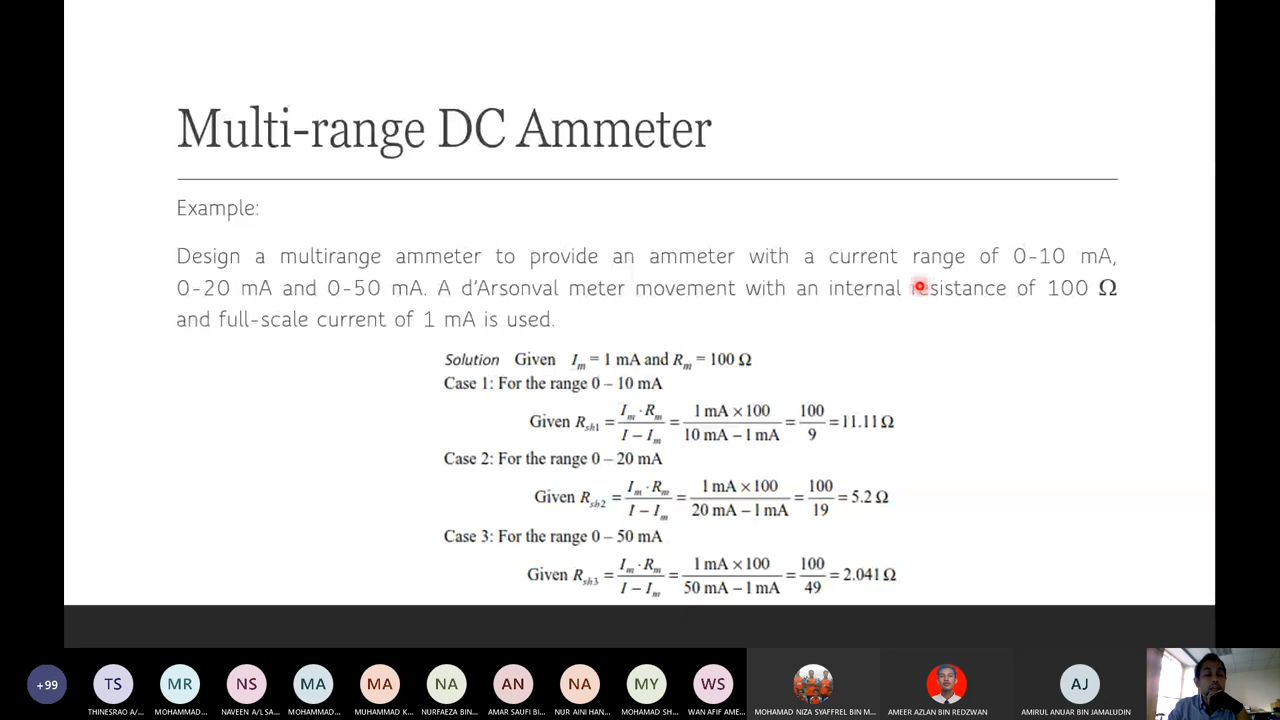 Multi-range DC Ammeter
Example:
Design a multirange ammeter to provide an ammeter with a current range of 0-10 mA,
0-20 mA and 0-50 mA. A d'Arsonval meter movement with an internal resistance of 100 Ω
and full-scale current of 1 mA is used.
Solution Given I_m = 1 mA and R_m = 100 Ω
Case 1: For the range 0 – 10 mA
Given R_sh1 = (I_m · R_m)/(I – I_m) = (1 mA × 100)/(10 mA – 1 mA) = 100/9 = 11.11 Ω
Case 2: For the range 0 – 20 mA
Given R_sh2 = (I_m · R_m)/(I – I_m) = (1 mA × 100)/(20 mA – 1 mA) = 100/19 = 5.2 Ω
Case 3: For the range 0 – 50 mA
Given R_sh3 = (I_m · R_m)/(I – I_m) = (1 mA × 100)/(50 mA – 1 mA) = 100/49 = 2.041 Ω
+99 TS MR NS MA MA NA AN NA MY WS AJ
THINESRAO A/... MOHAMMAD... NAVEEN A/L SA... MOHAMMAD... MUHAMMAD K... NURFAEZA BIN... AMAR SAUFI BI... NUR AINI HAN... MOHAMAD SH... WAN AFIF AME... MOHAMAD NIZA SYAFFREL BIN M... AMEER AZLAN BIN REDZWAN AMIRUL ANUAR BIN JAMALUDIN